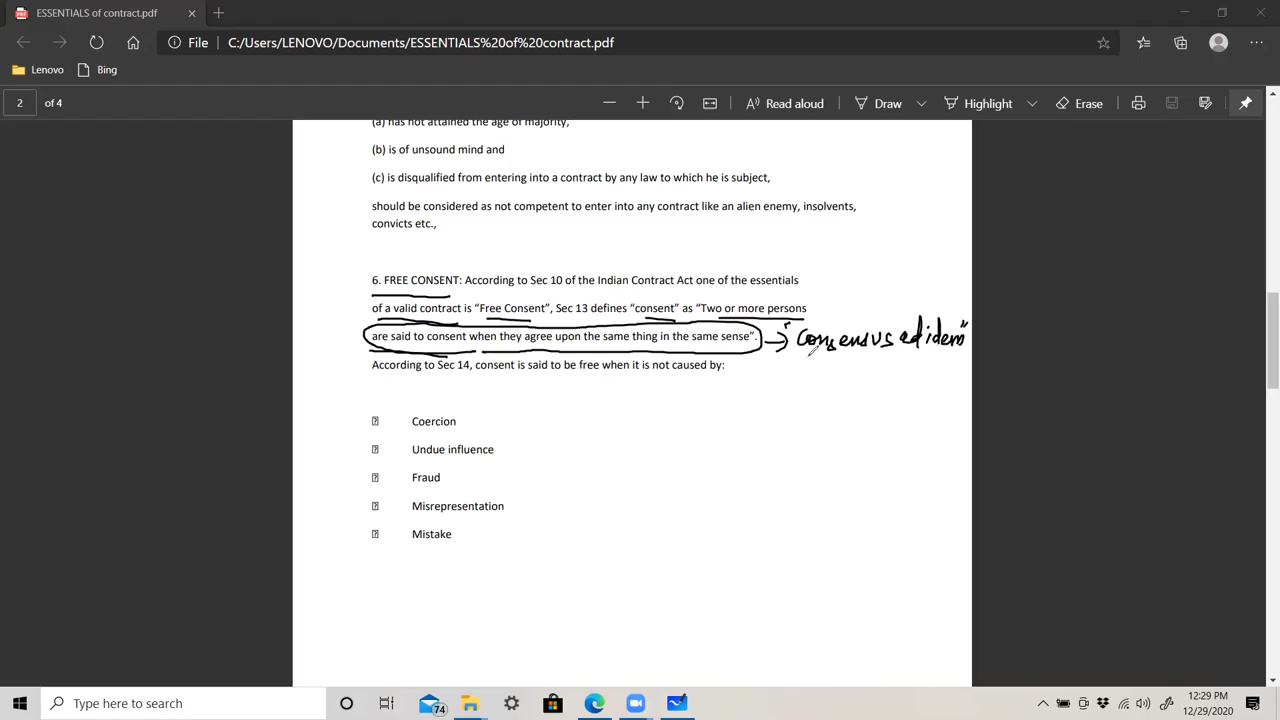 ESSENTIALS of contract.pdf
File C:/Users/LENOVO/Documents/ESSENTIALS%20of%20contract.pdf
Lenovo Bing
2 of 4 Read aloud Draw Highlight Erase
(a) has not attained the age of majority,
(b) is of unsound mind and
(c) is disqualified from entering into a contract by any law to which he is subject,
should be considered as not competent to enter into any contract like an alien enemy, insolvents,
convicts etc.,
6. FREE CONSENT: According to Sec 10 of the Indian Contract Act one of the essentials
of a valid contract is “Free Consent”, Sec 13 defines “consent” as “Two or more persons
are said to consent when they agree upon the same thing in the same sense”. → "Consensus ad idem"
According to Sec 14, consent is said to be free when it is not caused by:
Coercion
Undue influence
Fraud
Misrepresentation
Mistake
Type here to search 74 12:29 PM
12/29/2020